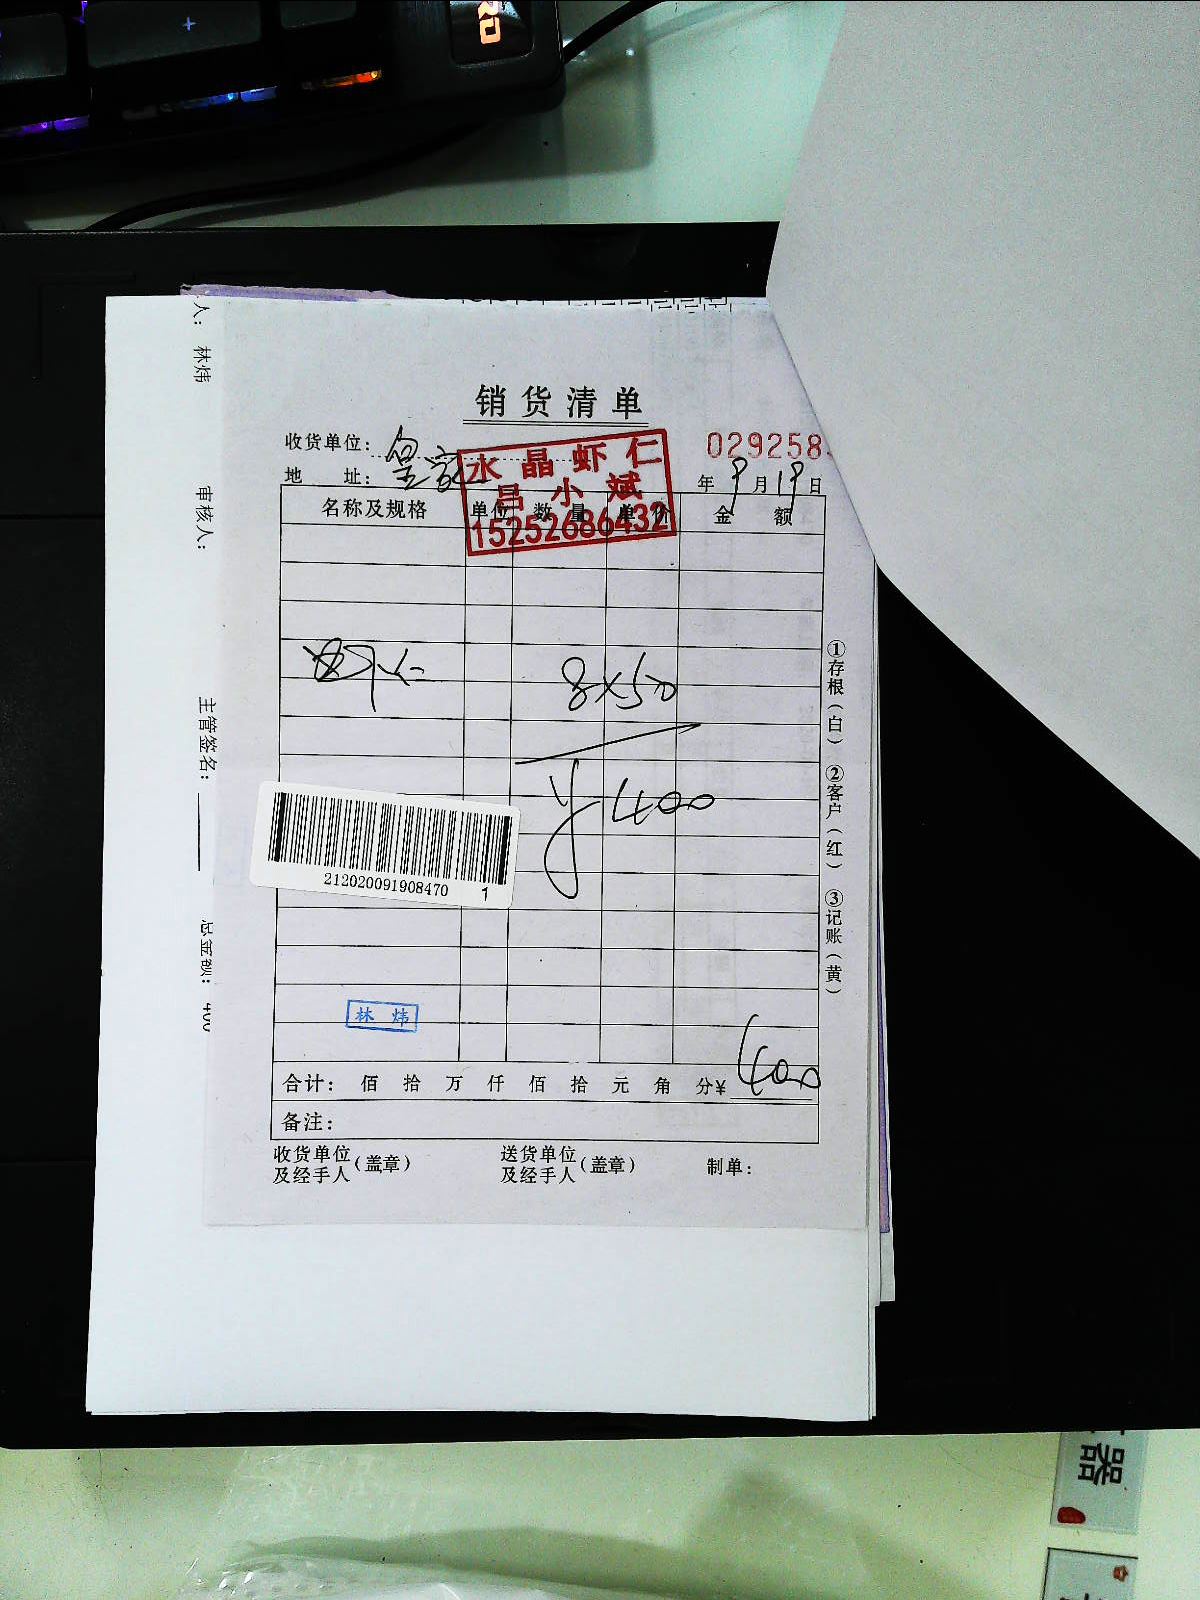 销货清单
收货单位: 皇家
0292583
水晶虾仁
吕小斌
15252686432
地 址:
年 9 月 19 日
名称及规格 单位 数量 单价 金额
虾仁 8×50
¥400
212020091908470 1
林炜
合计: 佰 拾 万 仟 佰 拾 元 角 分¥ 400
备注:
收货单位及经手人(盖章) 送货单位及经手人(盖章) 制单:
①存根(白) ②客户(红) ③记账(黄)
人: 林炜
审核人:
主管签名:
总金额: 400
器